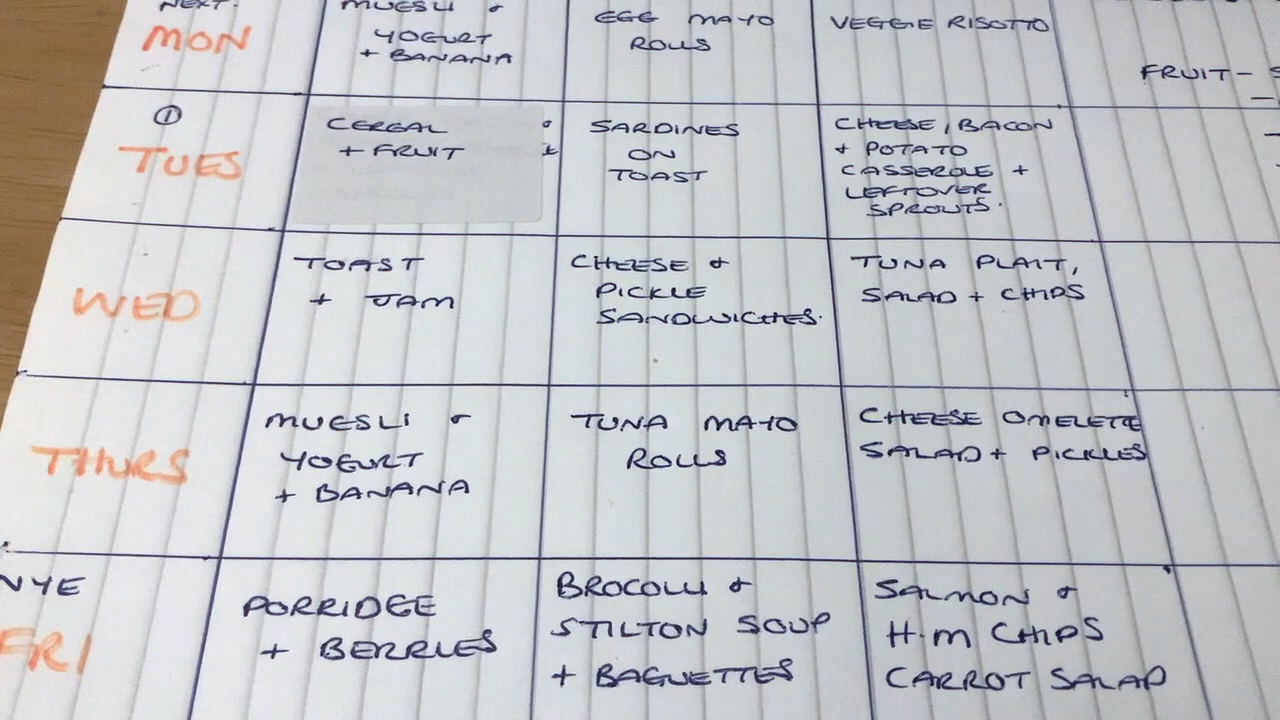 NEXT.
MON
MUESLI &
YOGURT
+ BANANA
EGG MAYO
ROLLS
VEGGIE RISOTTO
FRUIT -
①
TUES
CEREAL
+ FRUIT
SARDINES
ON
TOAST
CHEESE, BACON
+ POTATO
CASSEROLE +
LEFTOVER
SPROUTS.
WED
TOAST
+ JAM
CHEESE &
PICKLE
SANDWICHES.
TUNA PLAIT,
SALAD + CHIPS
THURS
MUESLI &
YOGURT
+ BANANA
TUNA MAYO
ROLLS
CHEESE OMELETTE
SALAD + PICKLES
NYE
FRI
PORRIDGE
+ BERRIES
BROCOLLI &
STILTON SOUP
+ BAGUETTES
SALMON &
H.M CHIPS
CARROT SALAD